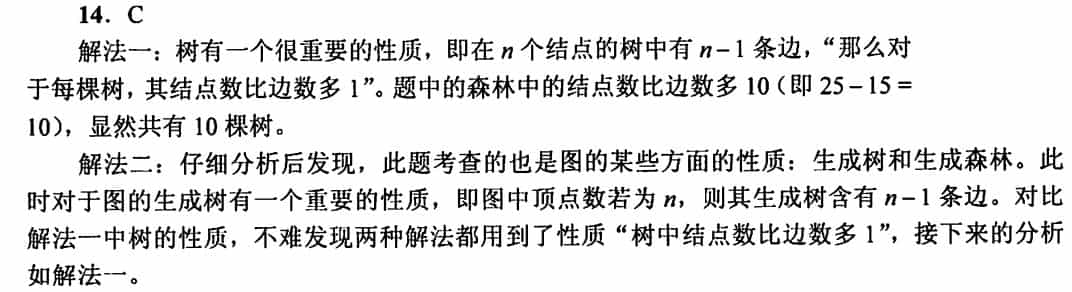 14. C
解法一：树有一个很重要的性质，即在 n 个结点的树中有 n−1 条边，“那么对
于每棵树，其结点数比边数多 1”。题中的森林中的结点数比边数多 10（即 25−15 =
10），显然共有 10 棵树。
解法二：仔细分析后发现，此题考查的也是图的某些方面的性质：生成树和生成森林。此
时对于图的生成树有一个重要的性质，即图中顶点数若为 n，则其生成树含有 n−1 条边。对比
解法一中树的性质，不难发现两种解法都用到了性质“树中结点数比边数多 1”，接下来的分析
如解法一。